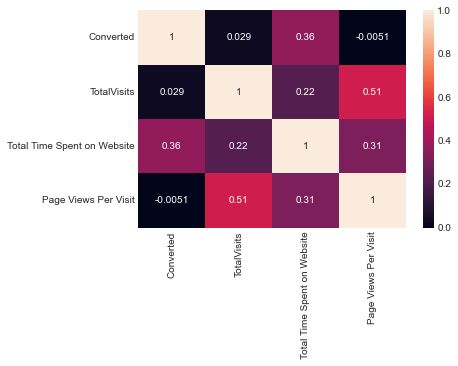 Converted 1 0.029 0.36 -0.0051
TotalVisits 0.029 1 0.22 0.51
Total Time Spent on Website 0.36 0.22 1 0.31
Page Views Per Visit -0.0051 0.51 0.31 1
Converted
TotalVisits
Total Time Spent on Website
Page Views Per Visit
1.0
0.8
0.6
0.4
0.2
0.0